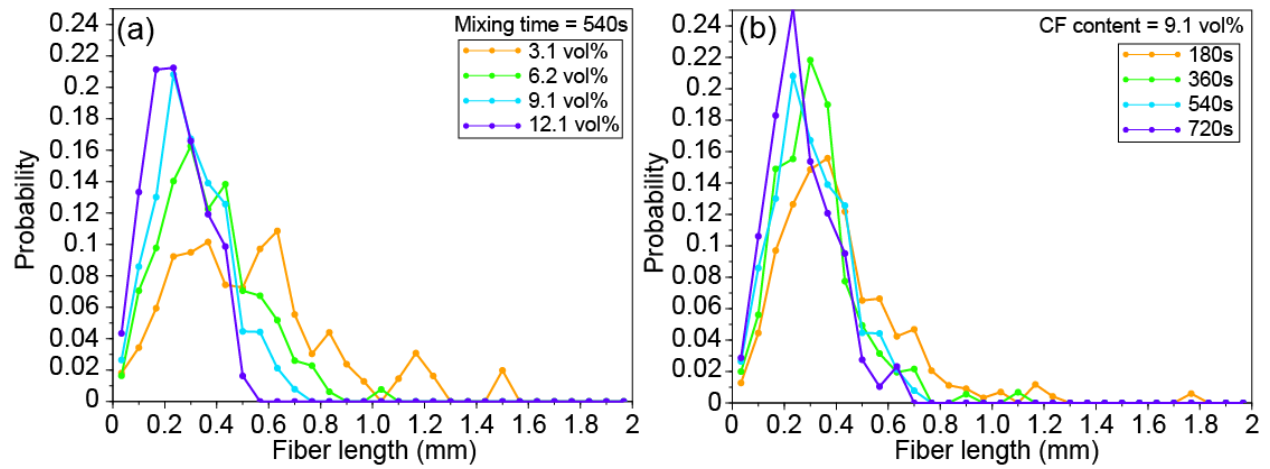 (a)
Mixing time = 540s
3.1 vol%
6.2 vol%
9.1 vol%
12.1 vol%
Probability
0.24
0.22
0.20
0.18
0.16
0.14
0.12
0.1
0.08
0.06
0.04
0.02
0
0 0.2 0.4 0.6 0.8 1 1.2 1.4 1.6 1.8 2
Fiber length (mm)
(b)
CF content = 9.1 vol%
180s
360s
540s
720s
Probability
0.24
0.22
0.20
0.18
0.16
0.14
0.12
0.1
0.08
0.06
0.04
0.02
0
0 0.2 0.4 0.6 0.8 1 1.2 1.4 1.6 1.8 2
Fiber length (mm)